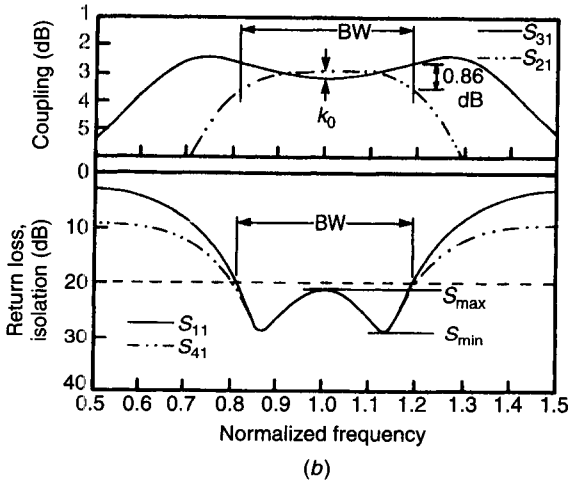 1
2
3
4
5
Coupling (dB)
BW
S31
S21
0.86
dB
k0
0
10
20
30
40
Return loss,
isolation (dB)
BW
Smax
Smin
S11
S41
0.5 0.6 0.7 0.8 0.9 1.0 1.1 1.2 1.3 1.4 1.5
Normalized frequency
(b)